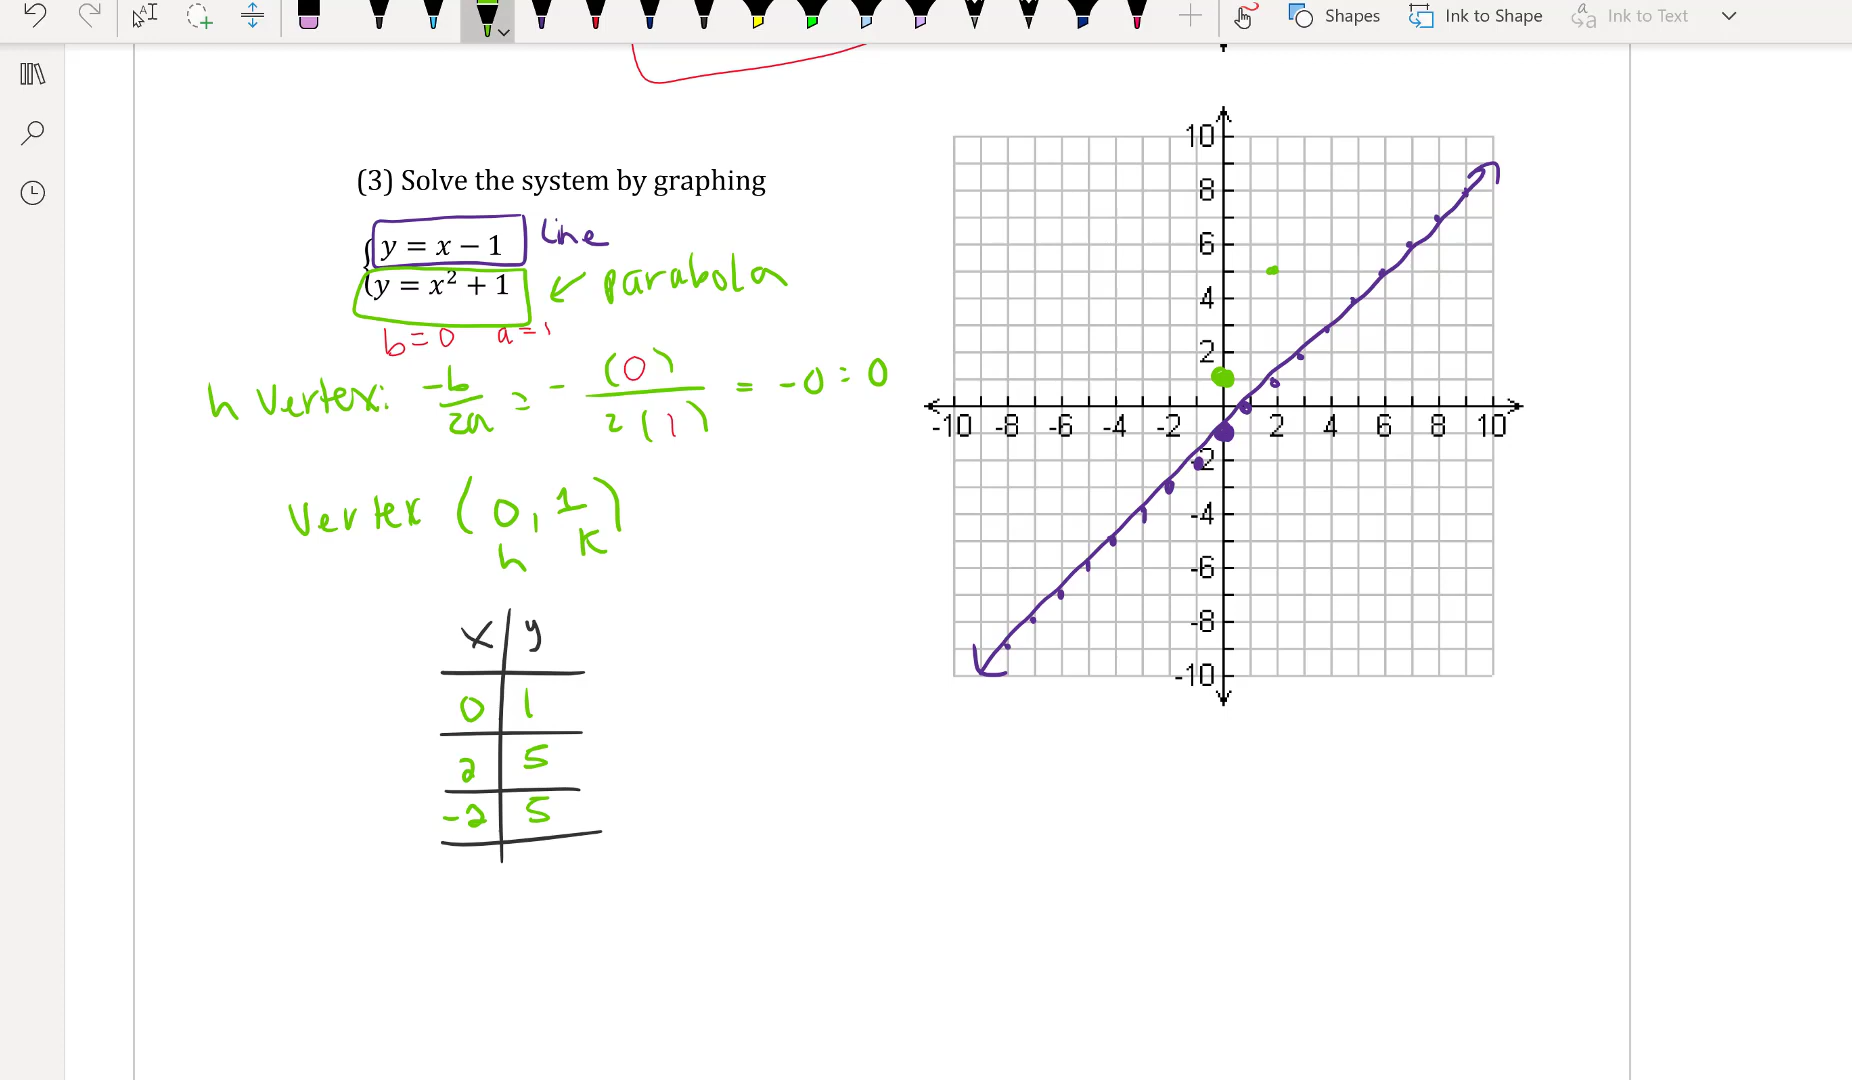 Shapes
Ink to Shape
Ink to Text
(3) Solve the system by graphing
y = x − 1 Line
y = x² + 1 parabola
b = 0 a = 1
h Vertex: -b/2a = - (0)/2(1) = -0 = 0
Vertex (0, 1)
h k
x y
0 1
2 5
-2 5
10
8
6
4
2
-10 -8 -6 -4 -2 2 4 6 8 10
-2
-4
-6
-8
-10